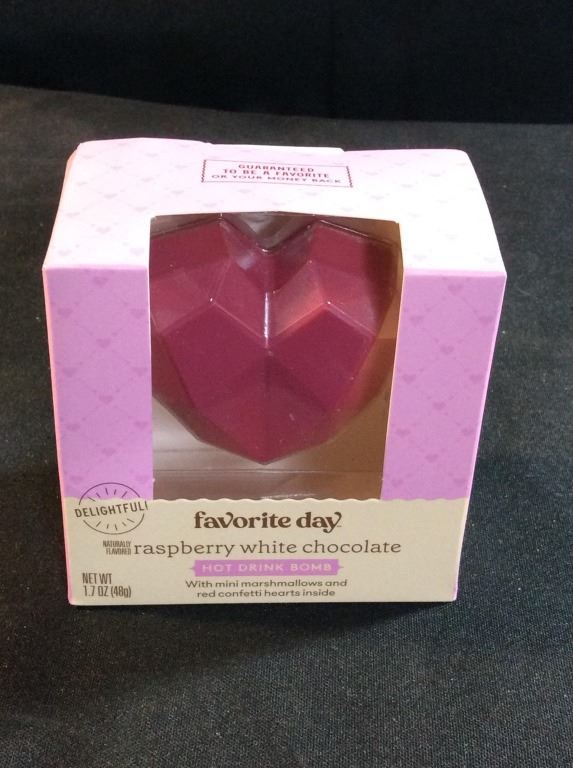 GUARANTEED
TO BE A FAVORITE
OR YOUR MONEY BACK
DELIGHTFUL!
favorite day
NATURALLY
FLAVORED
raspberry white chocolate
HOT DRINK BOMB
NET WT
1.7 OZ (48g)
With mini marshmallows and
red confetti hearts inside